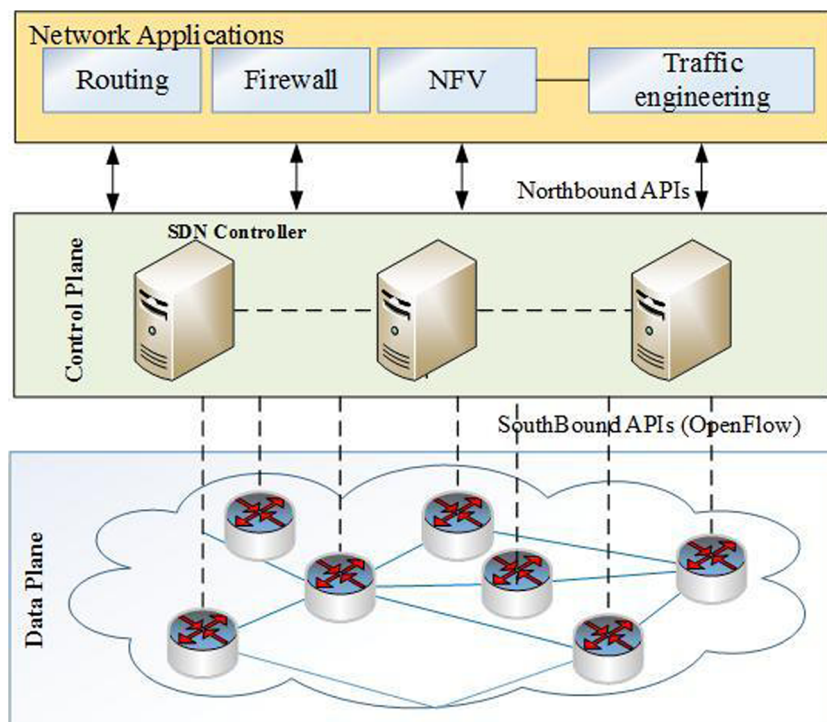 Network Applications
Routing
Firewall
NFV
Traffic
engineering
Northbound APIs
SDN Controller
Control Plane
SouthBound APIs (OpenFlow)
Data Plane